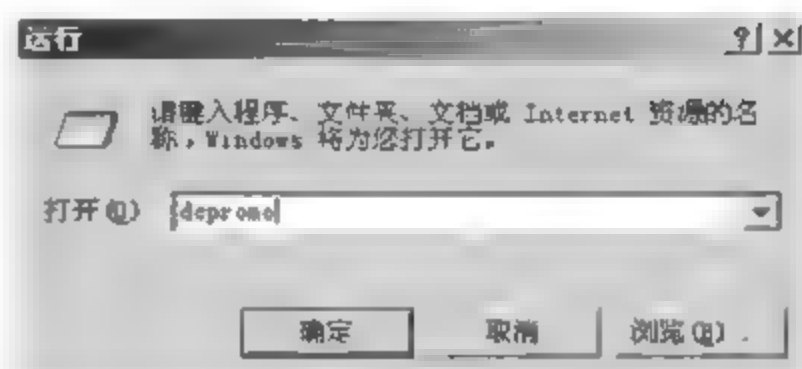 运行
请键入程序、文件夹、文档或 Internet 资源的名
称，Windows 将为您打开它。
打开(O) dcpromo
确定 取消 浏览(B)..